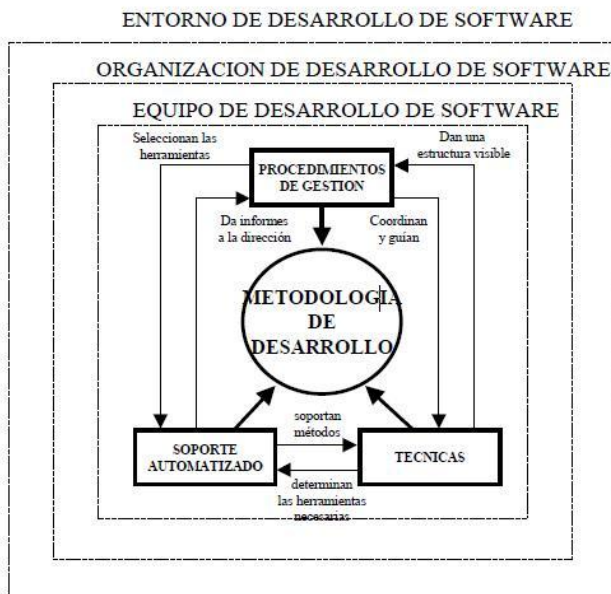 ENTORNO DE DESARROLLO DE SOFTWARE
ORGANIZACION DE DESARROLLO DE SOFTWARE
EQUIPO DE DESARROLLO DE SOFTWARE
Seleccionan las
herramientas
Dan una
estructura visible
PROCEDIMIENTOS
DE GESTION
Da informes
a la dirección
Coordinan
y guían
METODOLOGIA
DE
DESARROLLO
soportan
métodos
SOPORTE
AUTOMATIZADO
TECNICAS
determinan
las herramientas
necesarias